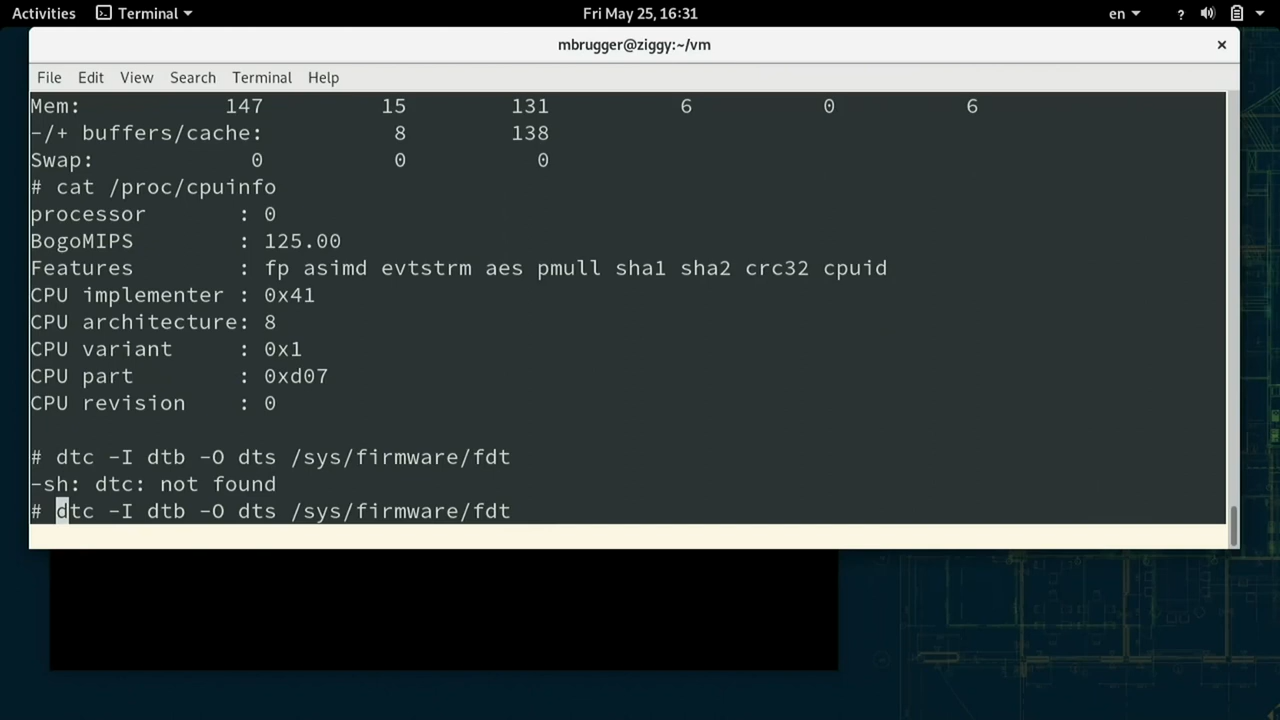 Activities Terminal Fri May 25, 16:31 en ?
mbrugger@ziggy:~/vm ×
File Edit View Search Terminal Help
Mem: 147 15 131 6 0 6
-/+ buffers/cache: 8 138
Swap: 0 0 0
# cat /proc/cpuinfo
processor : 0
BogoMIPS : 125.00
Features : fp asimd evtstrm aes pmull sha1 sha2 crc32 cpuid
CPU implementer : 0x41
CPU architecture: 8
CPU variant : 0x1
CPU part : 0xd07
CPU revision : 0
# dtc -I dtb -O dts /sys/firmware/fdt
-sh: dtc: not found
# dtc -I dtb -O dts /sys/firmware/fdt